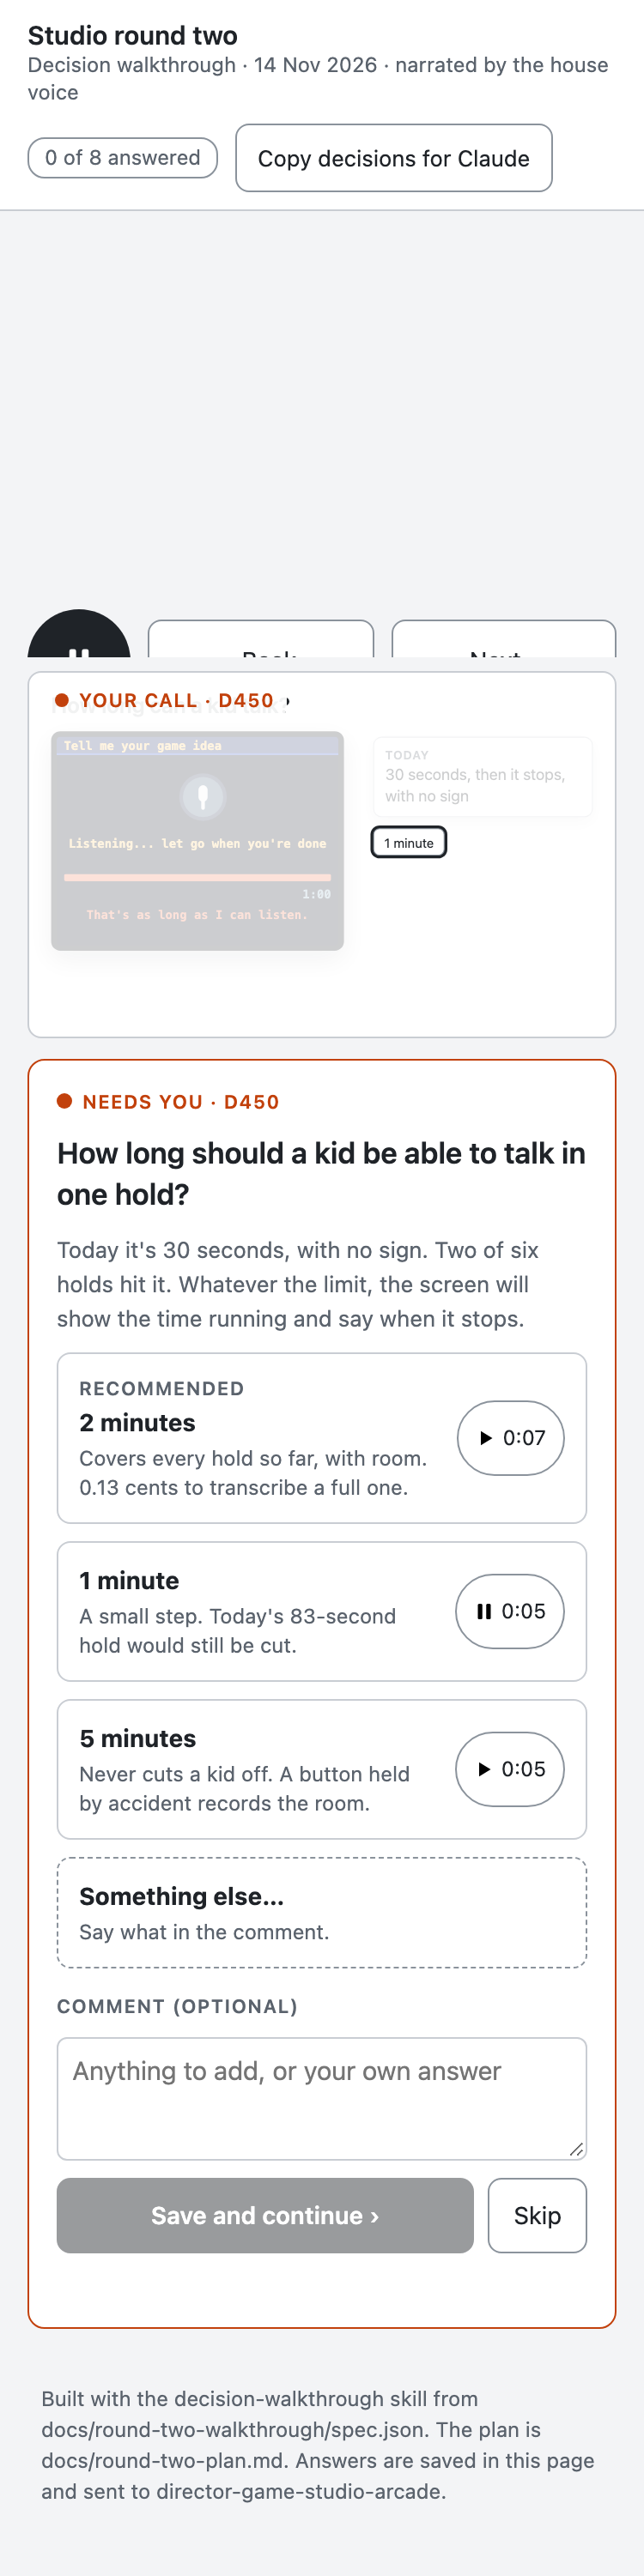 Studio round two
Decision walkthrough · 14 Nov 2026 · narrated by the house
voice
0 of 8 answered
Copy decisions for Claude
Back
Next
YOUR CALL · D450
Tell me your game idea
Listening... let go when you're done
1:00
That's as long as I can listen.
TODAY
30 seconds, then it stops,
with no sign
1 minute
NEEDS YOU · D450
How long should a kid be able to talk in
one hold?
Today it's 30 seconds, with no sign. Two of six
holds hit it. Whatever the limit, the screen will
show the time running and say when it stops.
RECOMMENDED
2 minutes
Covers every hold so far, with room.
0.13 cents to transcribe a full one.
0:07
1 minute
A small step. Today's 83-second
hold would still be cut.
0:05
5 minutes
Never cuts a kid off. A button held
by accident records the room.
0:05
Something else...
Say what in the comment.
COMMENT (OPTIONAL)
Anything to add, or your own answer
Save and continue ›
Skip
Built with the decision-walkthrough skill from
docs/round-two-walkthrough/spec.json. The plan is
docs/round-two-plan.md. Answers are saved in this page
and sent to director-game-studio-arcade.